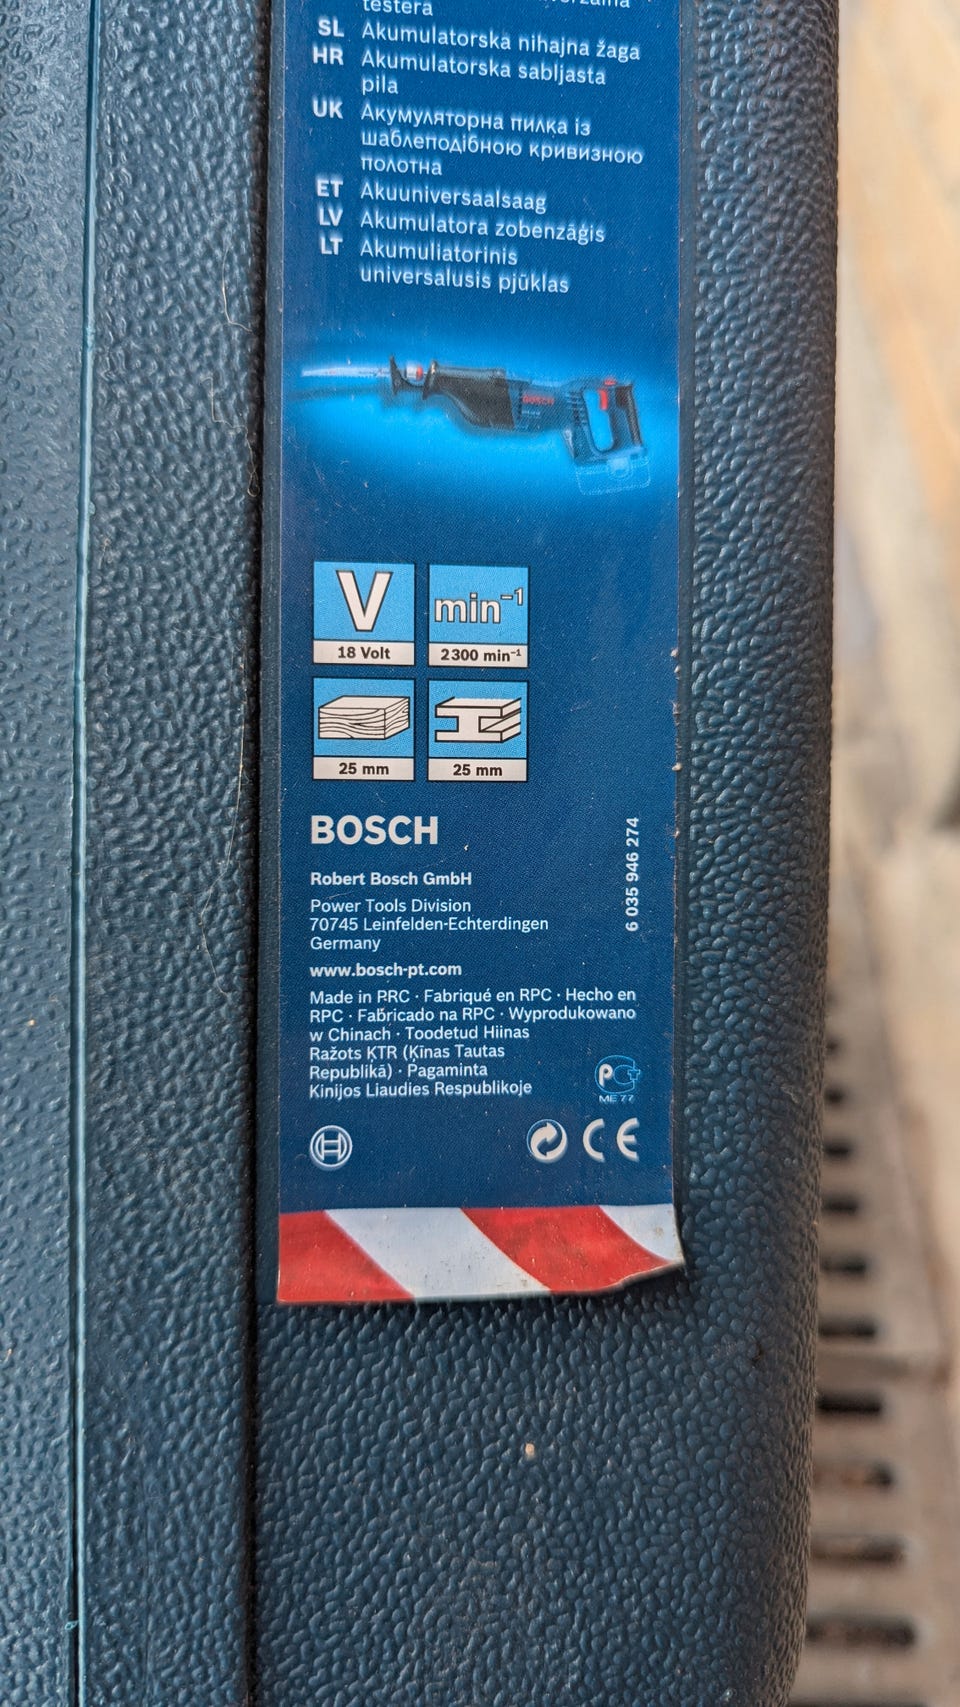 testera
SL Akumulatorska nihajna žaga
HR Akumulatorska sabljasta
pila
UK Акумуляторна пилка із
шаблеподібною кривизною
полотна
ET Akuuniversaalsaag
LV Akumulatora zobenzāģis
LT Akumuliatorinis
universalusis pjūklas
BOSCH
V
18 Volt
min⁻¹
2300 min⁻¹
25 mm
25 mm
BOSCH
Robert Bosch GmbH
Power Tools Division
70745 Leinfelden-Echterdingen
Germany
www.bosch-pt.com
6 035 946 274
Made in PRC · Fabriqué en RPC · Hecho en
RPC · Fabricado na RPC · Wyprodukowano
w Chinach · Toodetud Hiinas
Ražots ĶTR (Ķīnas Tautas
Republikā) · Pagaminta
Kinijos Liaudies Respublikoje
ME 77
CE